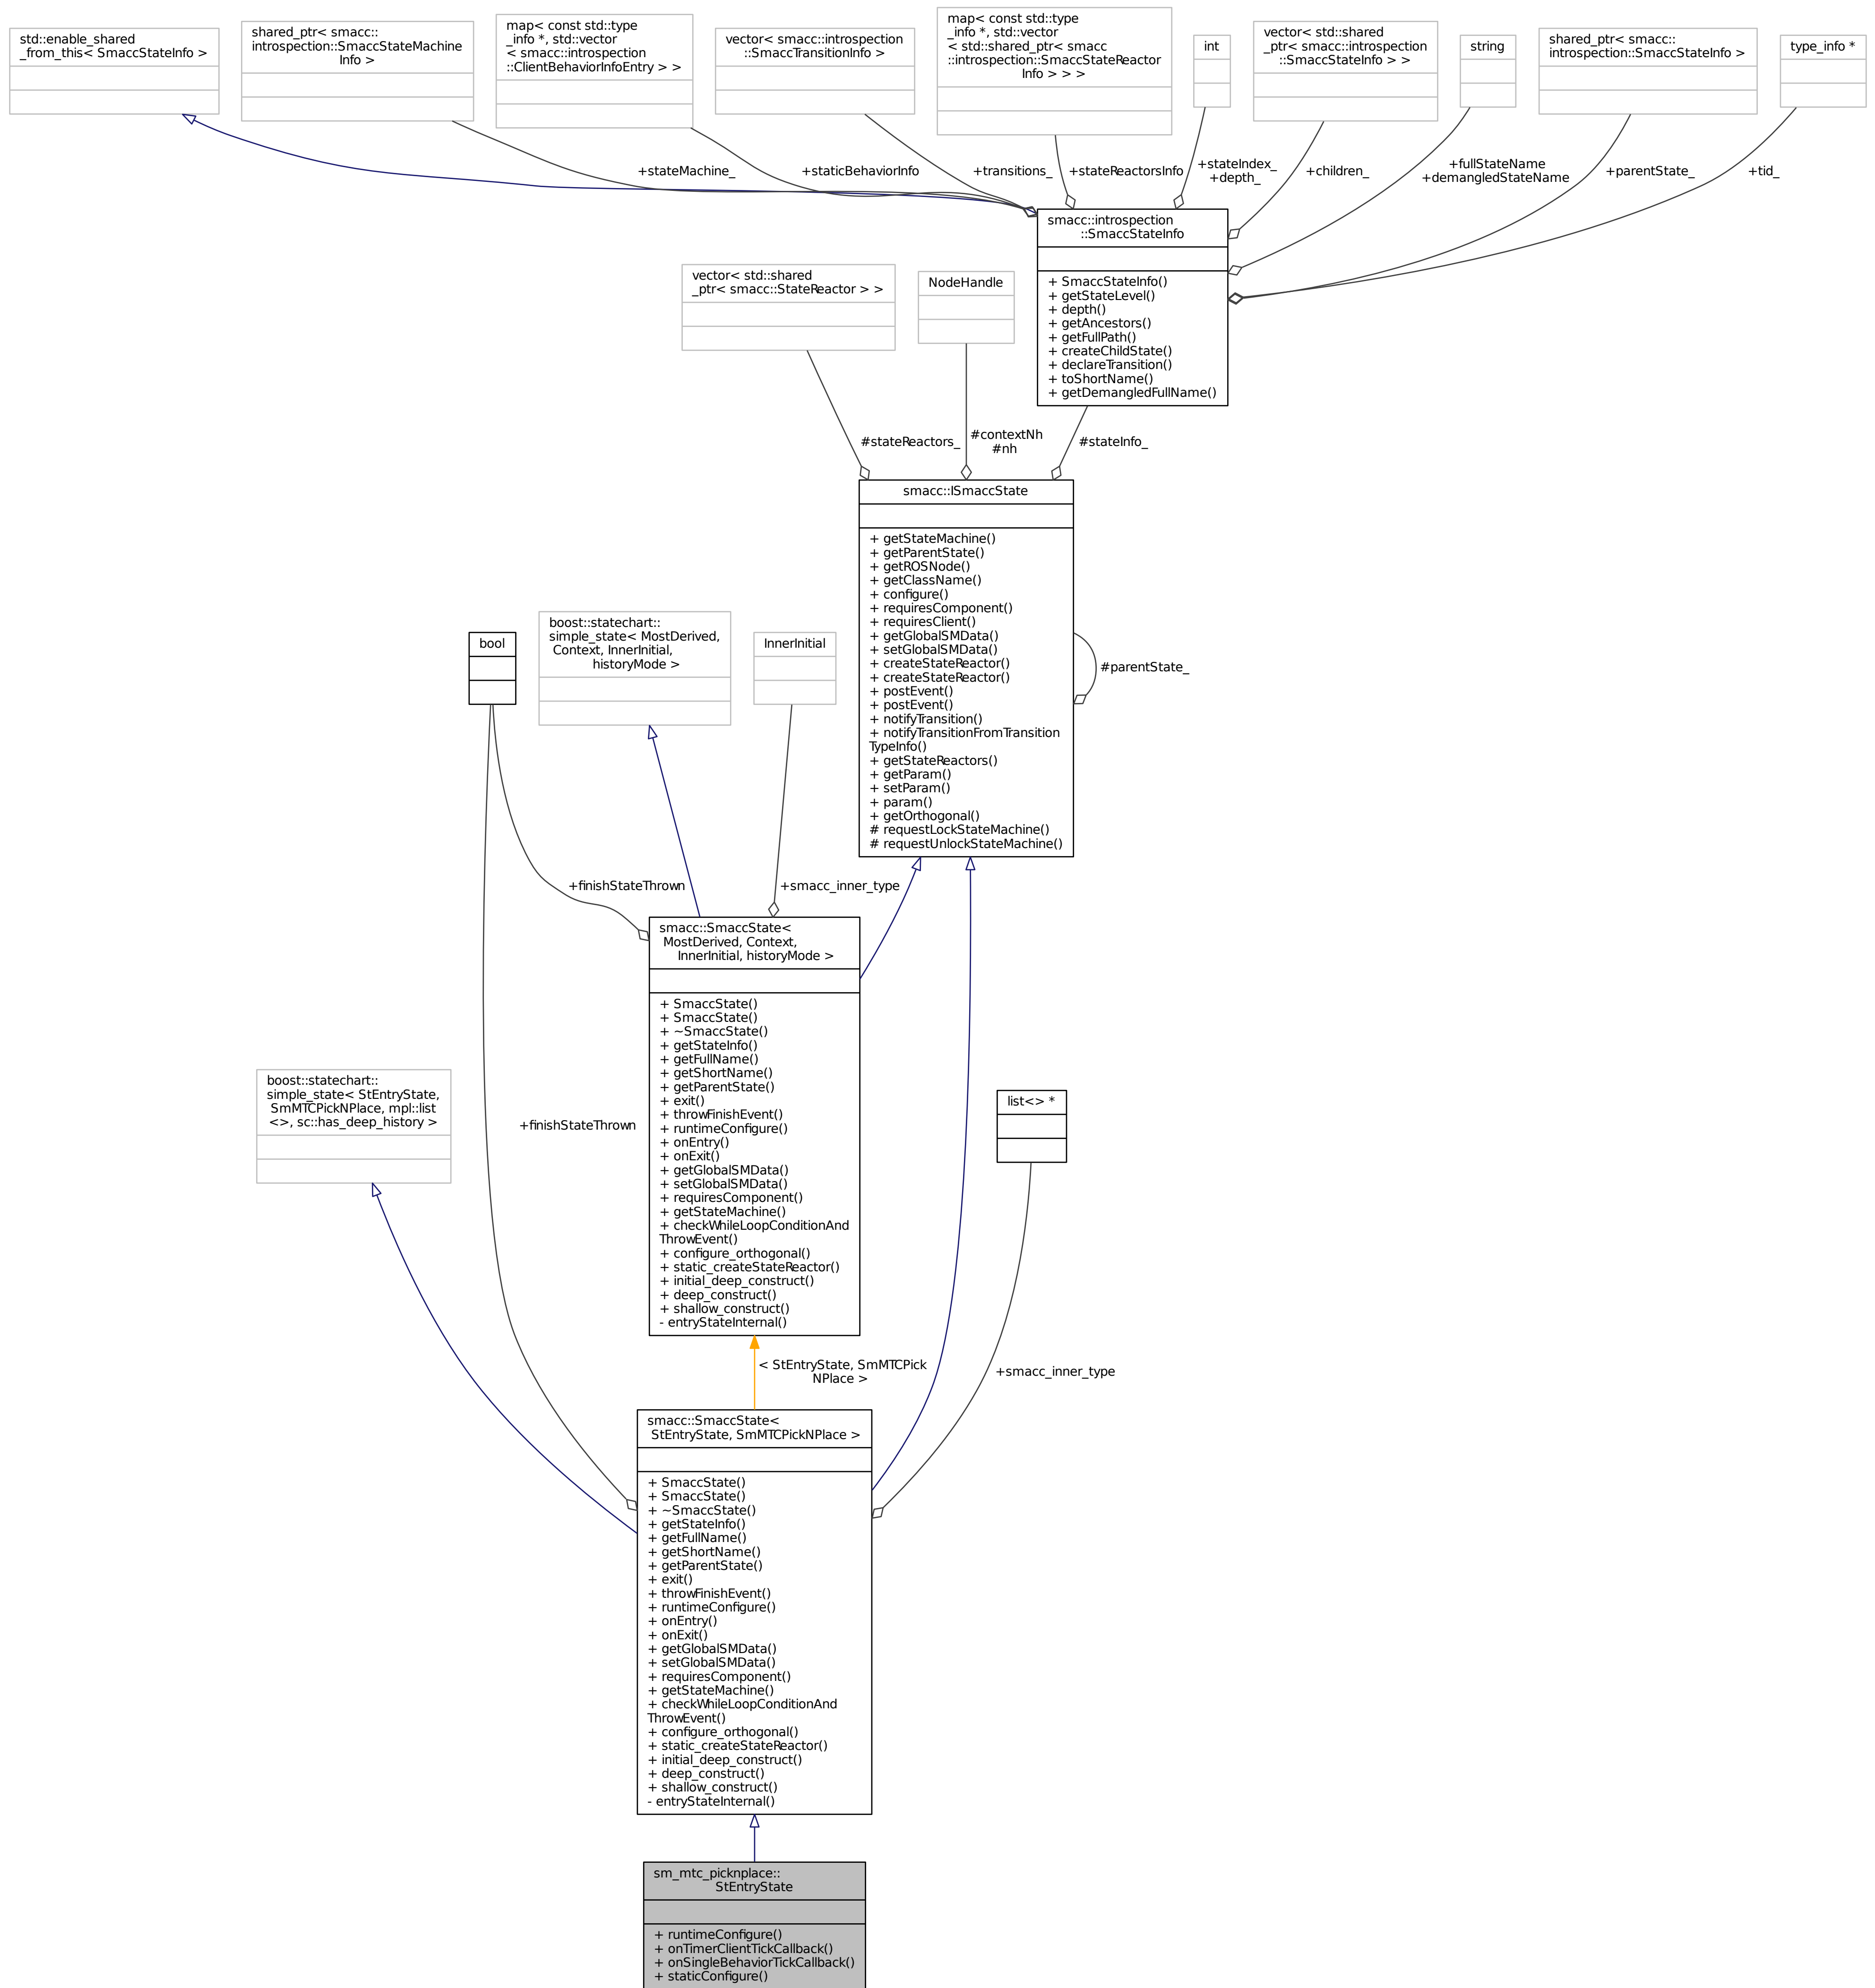 std::enable_shared
_from_this< SmaccStateInfo >
shared_ptr< smacc::
introspection::SmaccStateMachine
Info >
map< const std::type
_info *, std::vector
< smacc::introspection
::ClientBehaviorInfoEntry > >
vector< smacc::introspection
::SmaccTransitionInfo >
map< const std::type
_info *, std::vector
< std::shared_ptr< smacc
::introspection::SmaccStateReactor
Info > > >
int
vector< std::shared
_ptr< smacc::introspection
::SmaccStateInfo > >
string
shared_ptr< smacc::
introspection::SmaccStateInfo >
type_info *
+stateMachine_
+staticBehaviorInfo
+transitions_
+stateReactorsInfo
+stateIndex_
+depth_
+children_
+fullStateName
+demangledStateName
+parentState_
+tid_
smacc::introspection
::SmaccStateInfo
+ SmaccStateInfo()
+ getStateLevel()
+ depth()
+ getAncestors()
+ getFullPath()
+ createChildState()
+ declareTransition()
+ toShortName()
+ getDemangledFullName()
vector< std::shared
_ptr< smacc::StateReactor > >
NodeHandle
#stateReactors_
#contextNh
#nh
#stateInfo_
smacc::ISmaccState
+ getStateMachine()
+ getParentState()
+ getROSNode()
+ getClassName()
+ configure()
+ requiresComponent()
+ requiresClient()
+ getGlobalSMData()
+ setGlobalSMData()
+ createStateReactor()
+ createStateReactor()
+ postEvent()
+ postEvent()
+ notifyTransition()
+ notifyTransitionFromTransition
TypeInfo()
+ getStateReactors()
+ getParam()
+ setParam()
+ param()
+ getOrthogonal()
# requestLockStateMachine()
# requestUnlockStateMachine()
#parentState_
bool
boost::statechart::
simple_state< MostDerived,
Context, InnerInitial,
historyMode >
InnerInitial
+finishStateThrown
+smacc_inner_type
smacc::SmaccState<
MostDerived, Context,
InnerInitial, historyMode >
+ SmaccState()
+ SmaccState()
+ ~SmaccState()
+ getStateInfo()
+ getFullName()
+ getShortName()
+ getParentState()
+ exit()
+ throwFinishEvent()
+ runtimeConfigure()
+ onEntry()
+ onExit()
+ getGlobalSMData()
+ setGlobalSMData()
+ requiresComponent()
+ getStateMachine()
+ checkWhileLoopConditionAnd
ThrowEvent()
+ configure_orthogonal()
+ static_createStateReactor()
+ initial_deep_construct()
+ deep_construct()
+ shallow_construct()
- entryStateInternal()
boost::statechart::
simple_state< StEntryState,
SmMTCPickNPlace, mpl::list
<>, sc::has_deep_history >
+finishStateThrown
list<> *
< StEntryState, SmMTCPick
NPlace >
+smacc_inner_type
smacc::SmaccState<
StEntryState, SmMTCPickNPlace >
+ SmaccState()
+ SmaccState()
+ ~SmaccState()
+ getStateInfo()
+ getFullName()
+ getShortName()
+ getParentState()
+ exit()
+ throwFinishEvent()
+ runtimeConfigure()
+ onEntry()
+ onExit()
+ getGlobalSMData()
+ setGlobalSMData()
+ requiresComponent()
+ getStateMachine()
+ checkWhileLoopConditionAnd
ThrowEvent()
+ configure_orthogonal()
+ static_createStateReactor()
+ initial_deep_construct()
+ deep_construct()
+ shallow_construct()
- entryStateInternal()
sm_mtc_picknplace::
StEntryState
+ runtimeConfigure()
+ onTimerClientTickCallback()
+ onSingleBehaviorTickCallback()
+ staticConfigure()